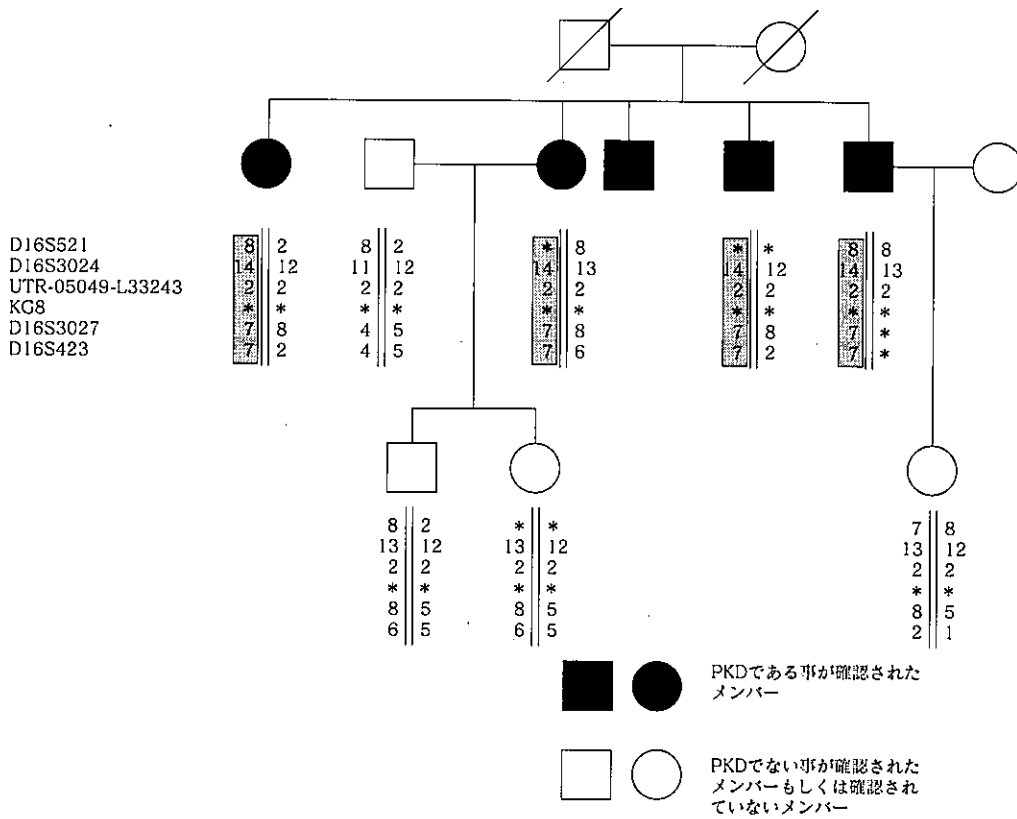 D16S521 8 2 8 2 * 8 * * 8 8
D16S3024 14 12 11 12 14 13 14 12 14 13
UTR-05049-L33243 2 2 2 2 2 2 2 2 2 2
KG8 * * * * * * * * * *
D16S3027 7 8 4 5 7 8 7 8 7 *
D16S423 7 2 4 5 7 6 7 2 7 *
8 2 * * 7 8
13 12 13 12 13 12
2 2 2 2 2 2
* * * * * *
8 5 8 5 8 5
6 5 6 5 2 1
PKDである事が確認された
メンバー
PKDでない事が確認された
メンバーもしくは確認され
ていないメンバー